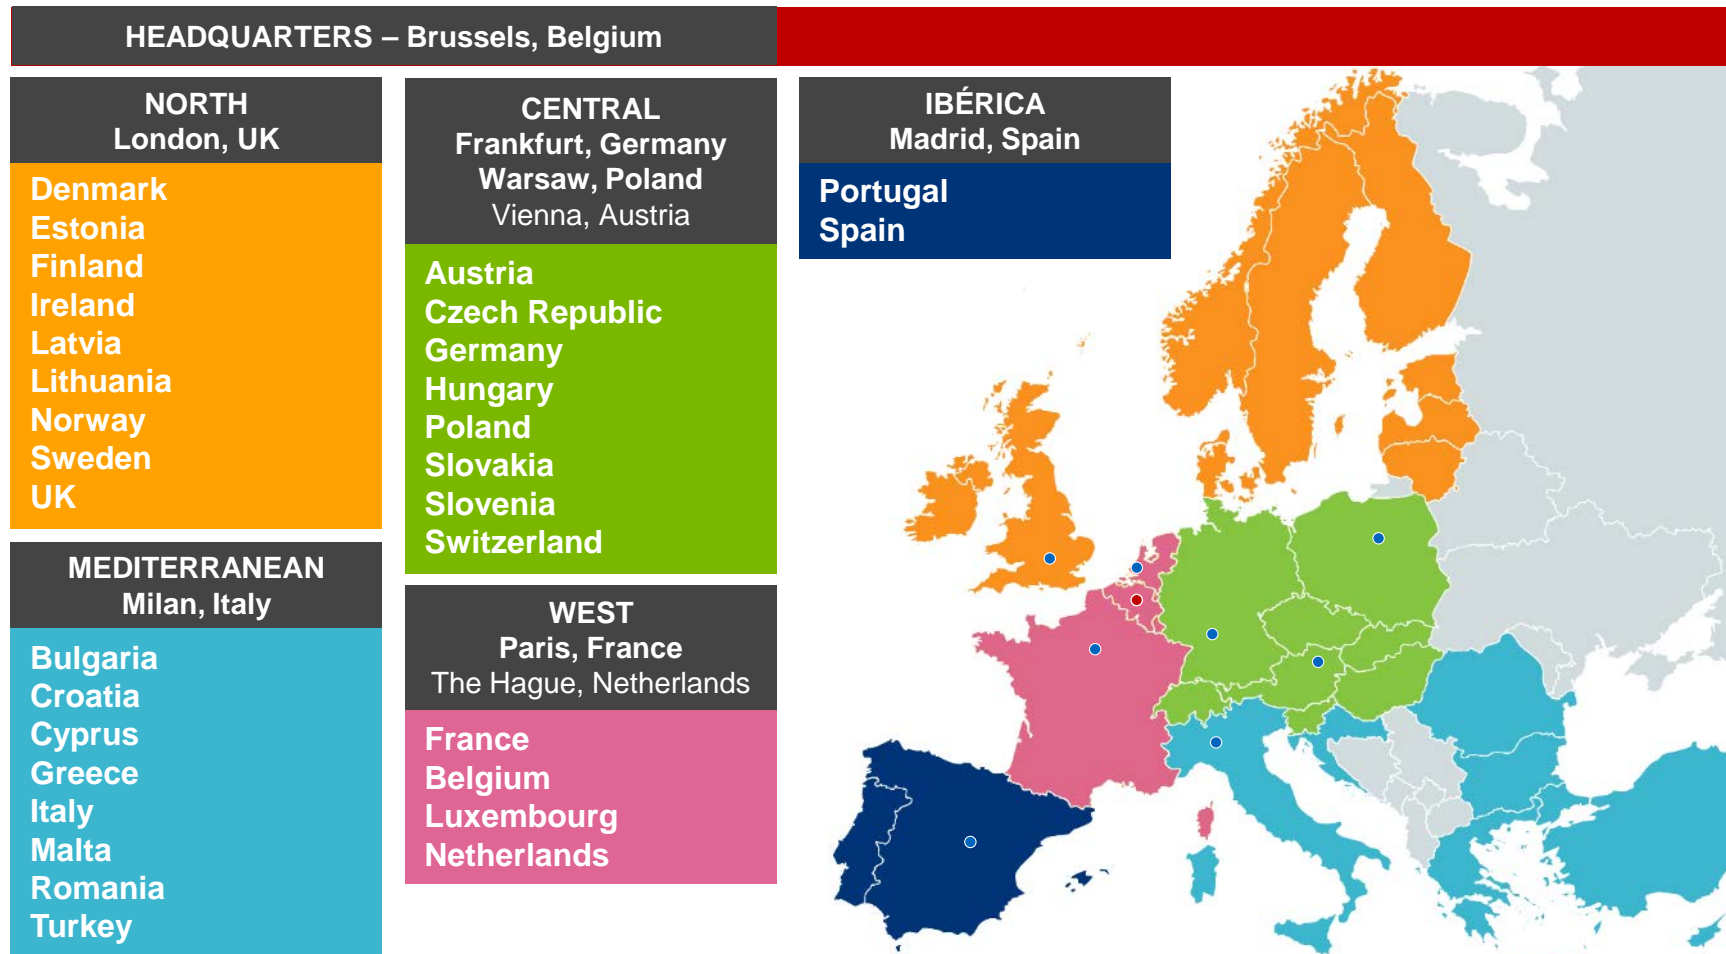 HEADQUARTERS – Brussels, Belgium
NORTH
London, UK
Denmark
Estonia
Finland
Ireland
Latvia
Lithuania
Norway
Sweden
UK
MEDITERRANEAN
Milan, Italy
Bulgaria
Croatia
Cyprus
Greece
Italy
Malta
Romania
Turkey
CENTRAL
Frankfurt, Germany
Warsaw, Poland
Vienna, Austria
Austria
Czech Republic
Germany
Hungary
Poland
Slovakia
Slovenia
Switzerland
WEST
Paris, France
The Hague, Netherlands
France
Belgium
Luxembourg
Netherlands
IBÉRICA
Madrid, Spain
Portugal
Spain